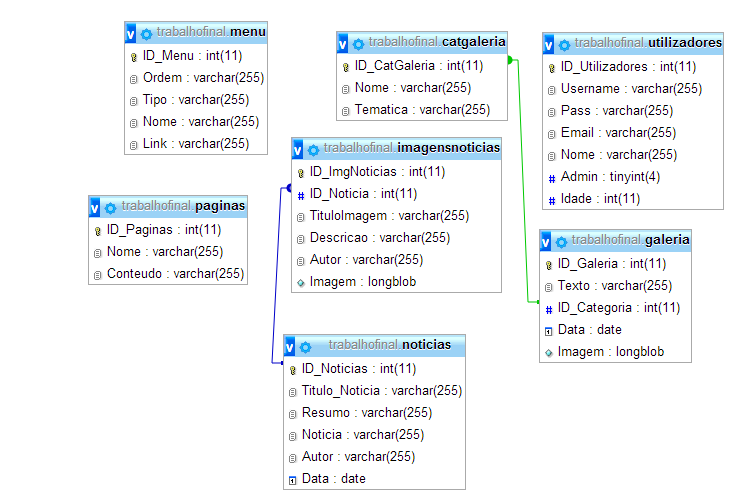 v trabalhofinal.menu
ID_Menu : int(11)
Ordem : varchar(255)
Tipo : varchar(255)
Nome : varchar(255)
Link : varchar(255)
v trabalhofinal.catgaleria
ID_CatGaleria : int(11)
Nome : varchar(255)
Tematica : varchar(255)
v trabalhofinal.utilizadores
ID_Utilizadores : int(11)
Username : varchar(255)
Pass : varchar(255)
Email : varchar(255)
Nome : varchar(255)
# Admin : tinyint(4)
# Idade : int(11)
v trabalhofinal.imagensnoticias
ID_ImgNoticias : int(11)
# ID_Noticia : int(11)
TituloImagem : varchar(255)
Descricao : varchar(255)
Autor : varchar(255)
Imagem : longblob
v trabalhofinal.paginas
ID_Paginas : int(11)
Nome : varchar(255)
Conteudo : varchar(255)
v trabalhofinal.galeria
ID_Galeria : int(11)
Texto : varchar(255)
# ID_Categoria : int(11)
Data : date
Imagem : longblob
v trabalhofinal.noticias
ID_Noticias : int(11)
Titulo_Noticia : varchar(255)
Resumo : varchar(255)
Noticia : varchar(255)
Autor : varchar(255)
Data : date